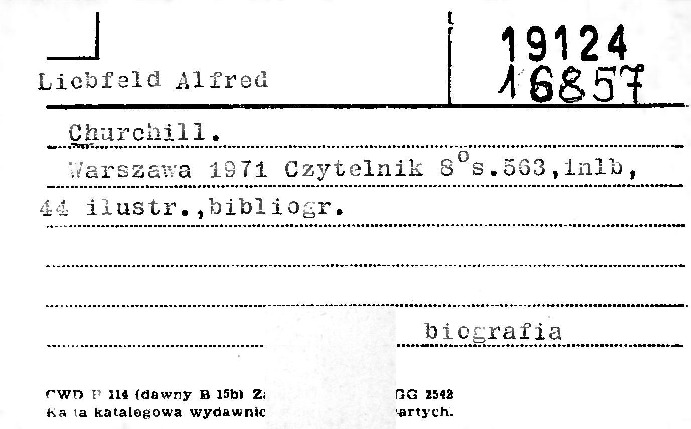 19124
16857
Liebfeld Alfred
Churchill.
Warszawa 1971 Czytelnik 8°s.563,1nlb,
44 ilustr.,bibliogr.
biografia
CWD P 114 (dawny B 15b) GG 2542
Karta katalogowa wydawnic artych.